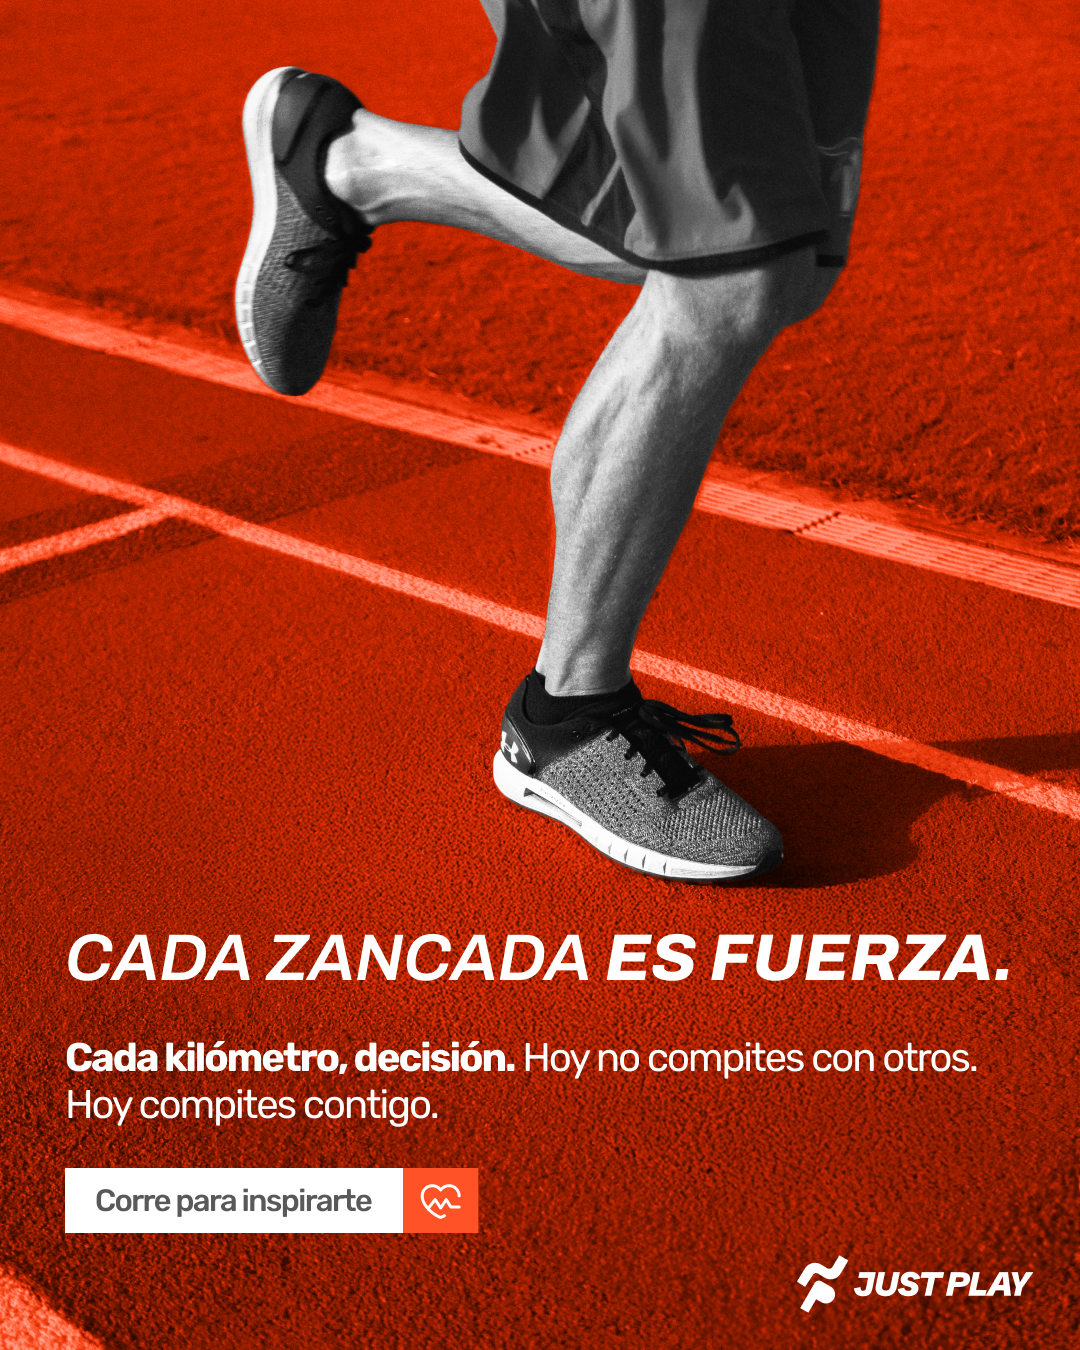 CADA ZANCADA ES FUERZA.
Cada kilómetro, decisión. Hoy no compites con otros.
Hoy compites contigo.
Corre para inspirarte
JUST PLAY